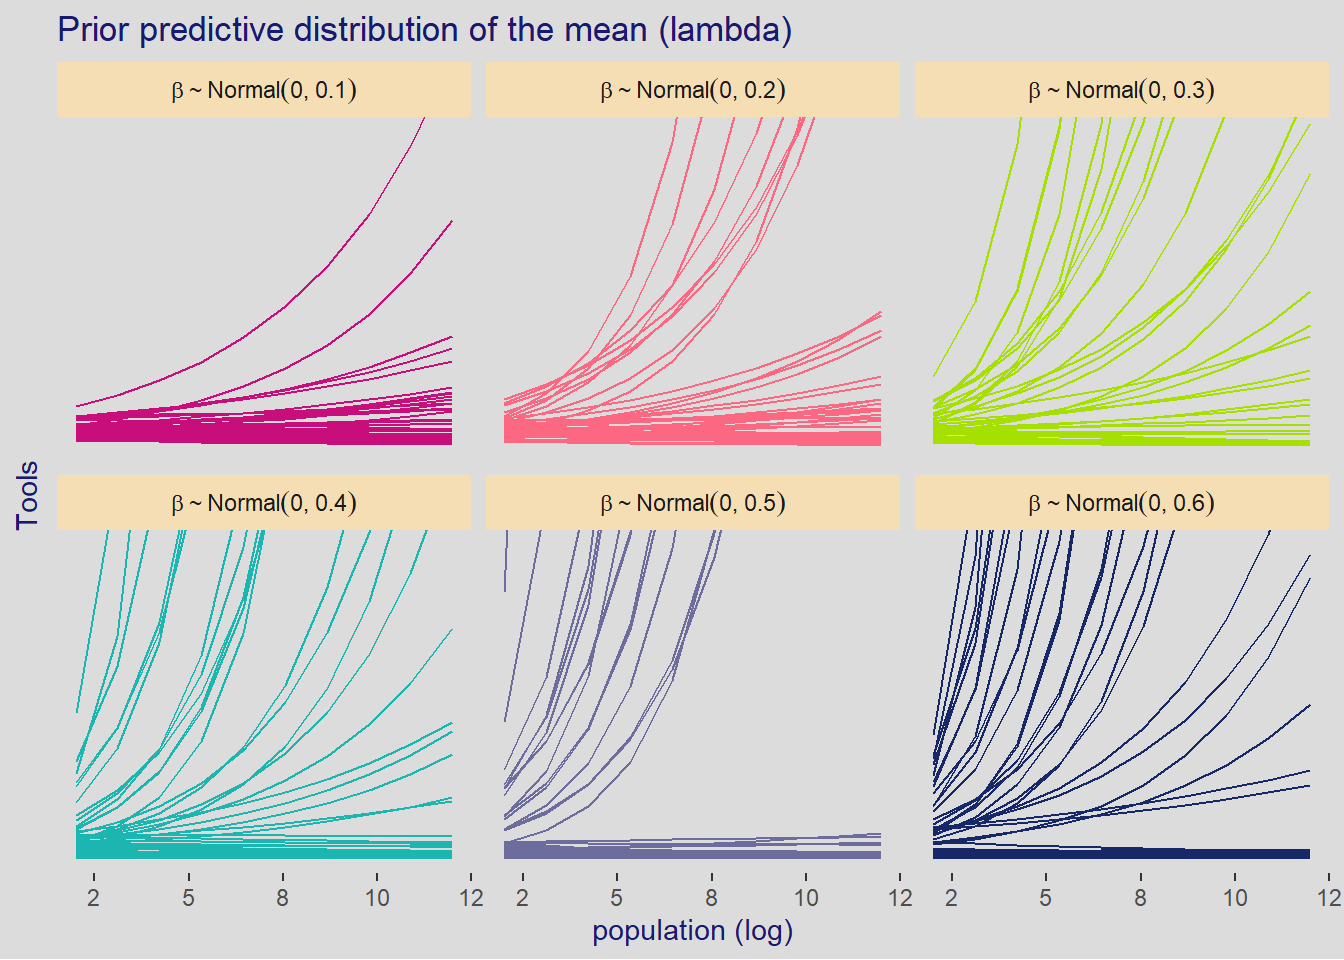 Prior predictive distribution of the mean (lambda)
β ~ Normal(0, 0.1)
β ~ Normal(0, 0.2)
β ~ Normal(0, 0.3)
Tools
β ~ Normal(0, 0.4)
β ~ Normal(0, 0.5)
β ~ Normal(0, 0.6)
2 5 8 10 12
2 5 8 10 12
2 5 8 10 12
population (log)